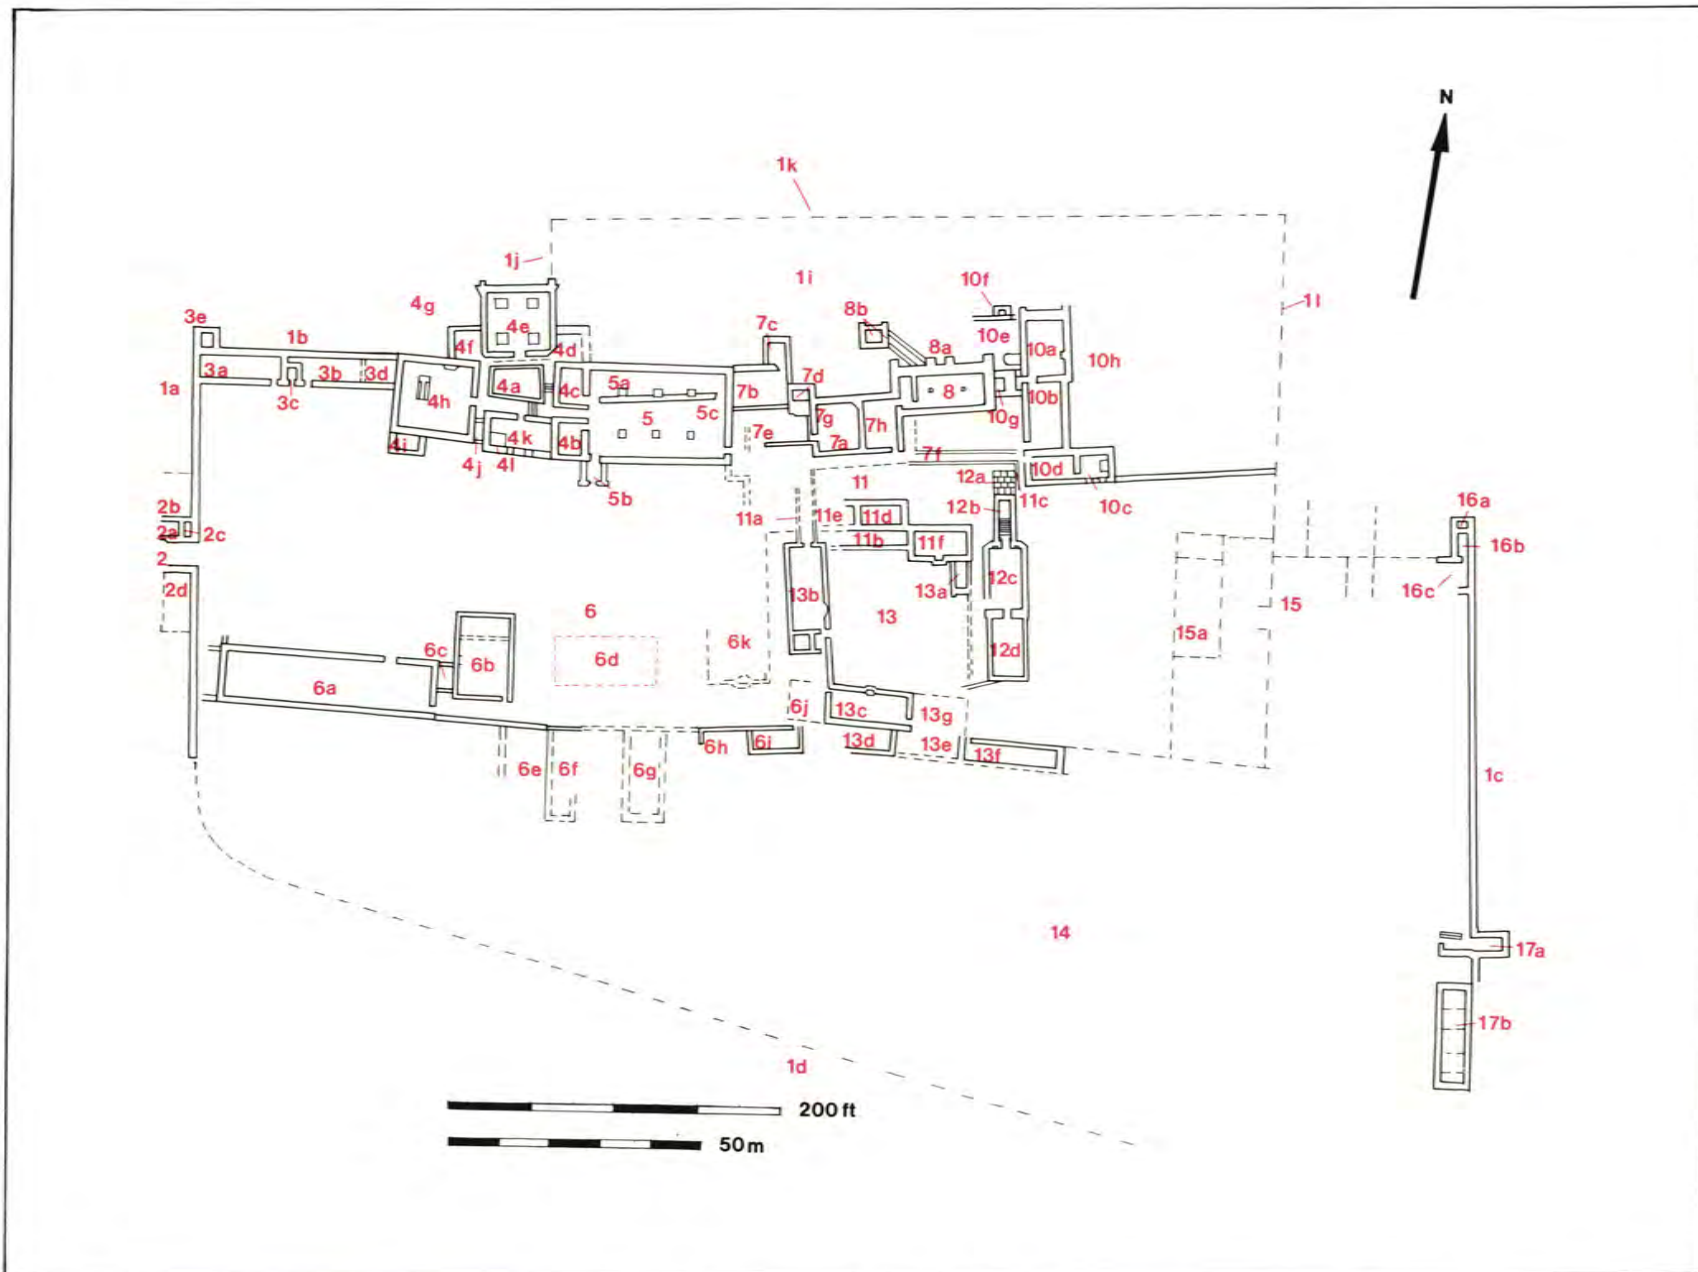 N
1k
1j
1i
10f
1l
4g
8b
3e
1b
7c
10e
4e
8a
10a
10h
4f
4d
7d
1a
3a
3b
3d
4a
4c
5a
7b
8
10b
3c
4h
5
5c
7g
7h
10g
4i
4j
4k
4l
4b
7e
7a
7f
5b
11
12a
10d
10c
11c
2b
2a
2c
11a
11e
11d
12b
16a
2
11b
11f
16b
2d
13b
13a
12c
16c
6
13
15
6c
6b
6d
6k
12d
15a
6a
6j
13c
13g
6e
6f
6g
6h
6i
13d
13e
13f
1c
14
17a
17b
1d
200 ft
50 m